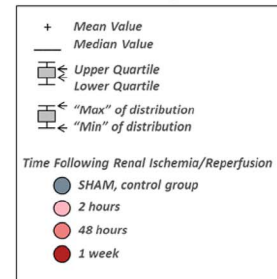 + Mean Value
Median Value
Upper Quartile
Lower Quartile
“Max” of distribution
“Min” of distribution
Time Following Renal Ischemia/Reperfusion
SHAM, control group
2 hours
48 hours
1 week